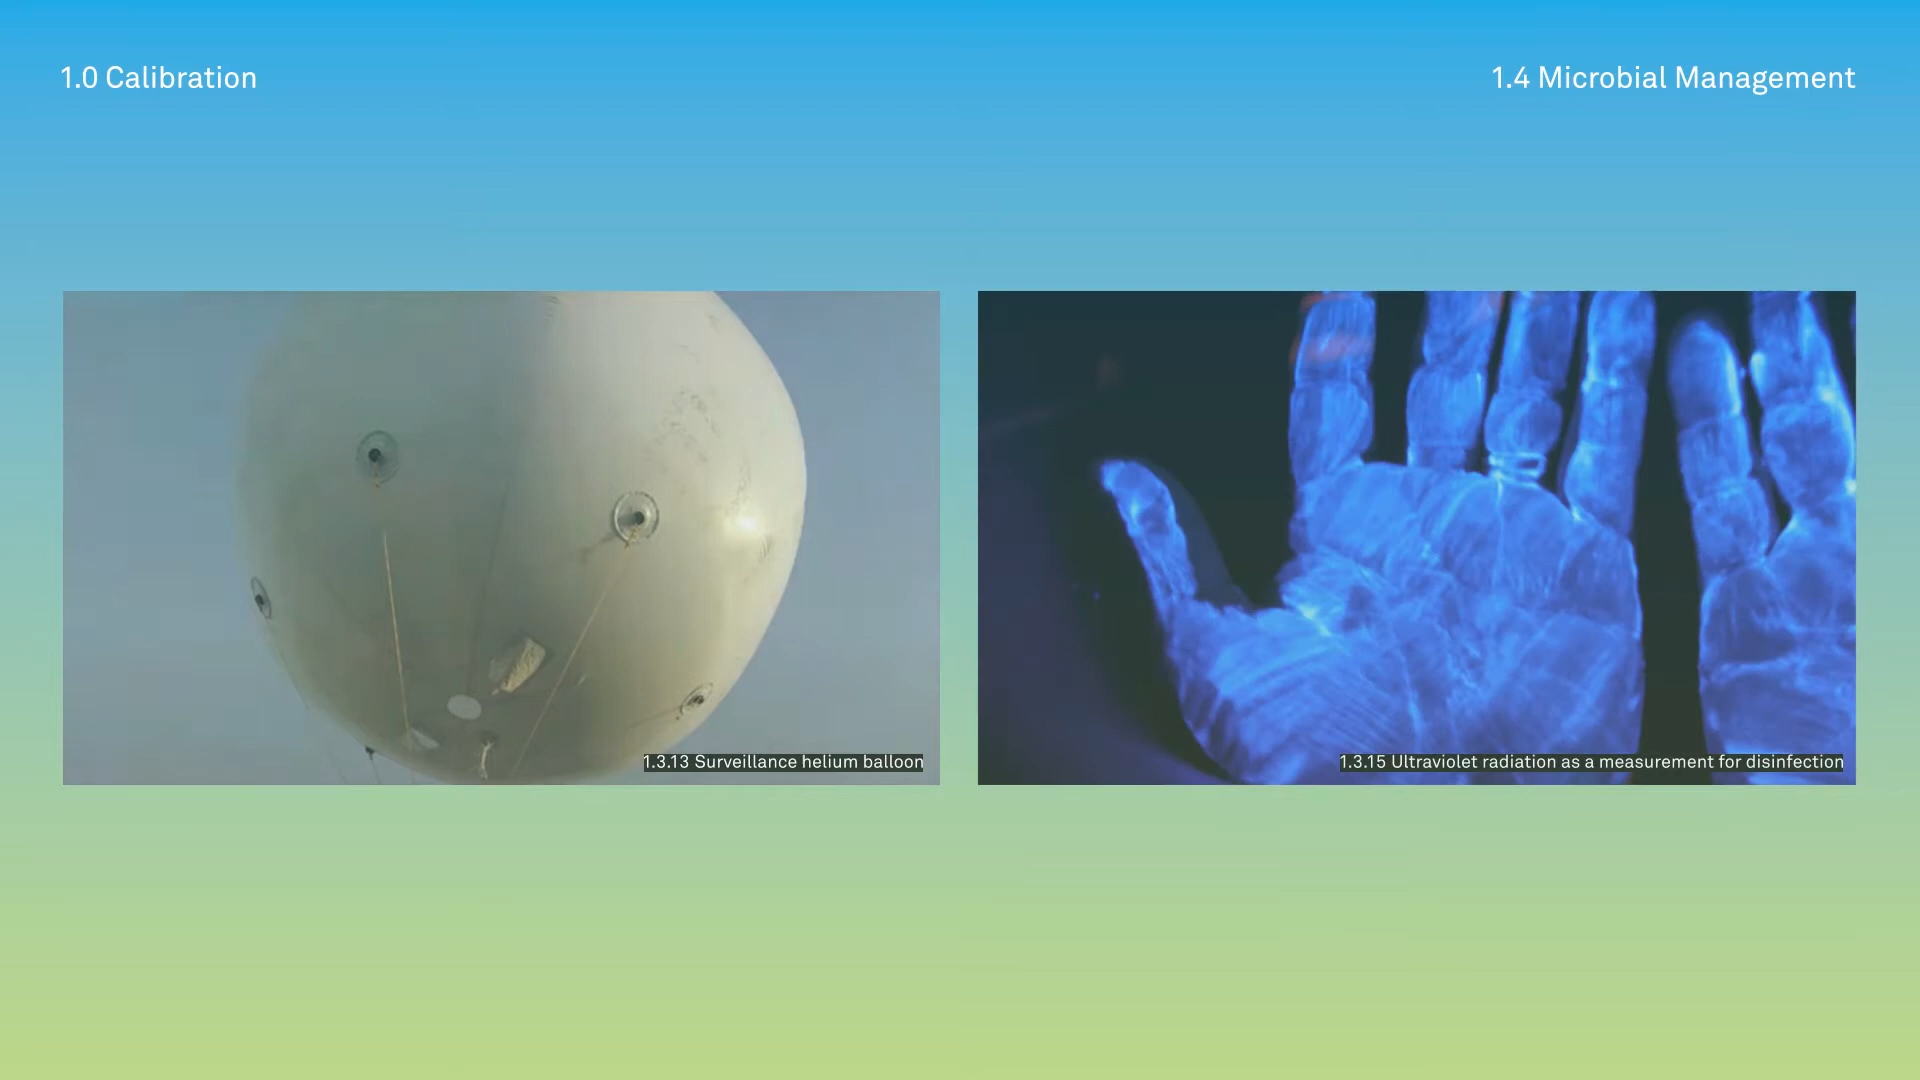 1.0 Calibration
1.4 Microbial Management
1.3.13 Surveillance helium balloon
1.3.15 Ultraviolet radiation as a measurement for disinfection